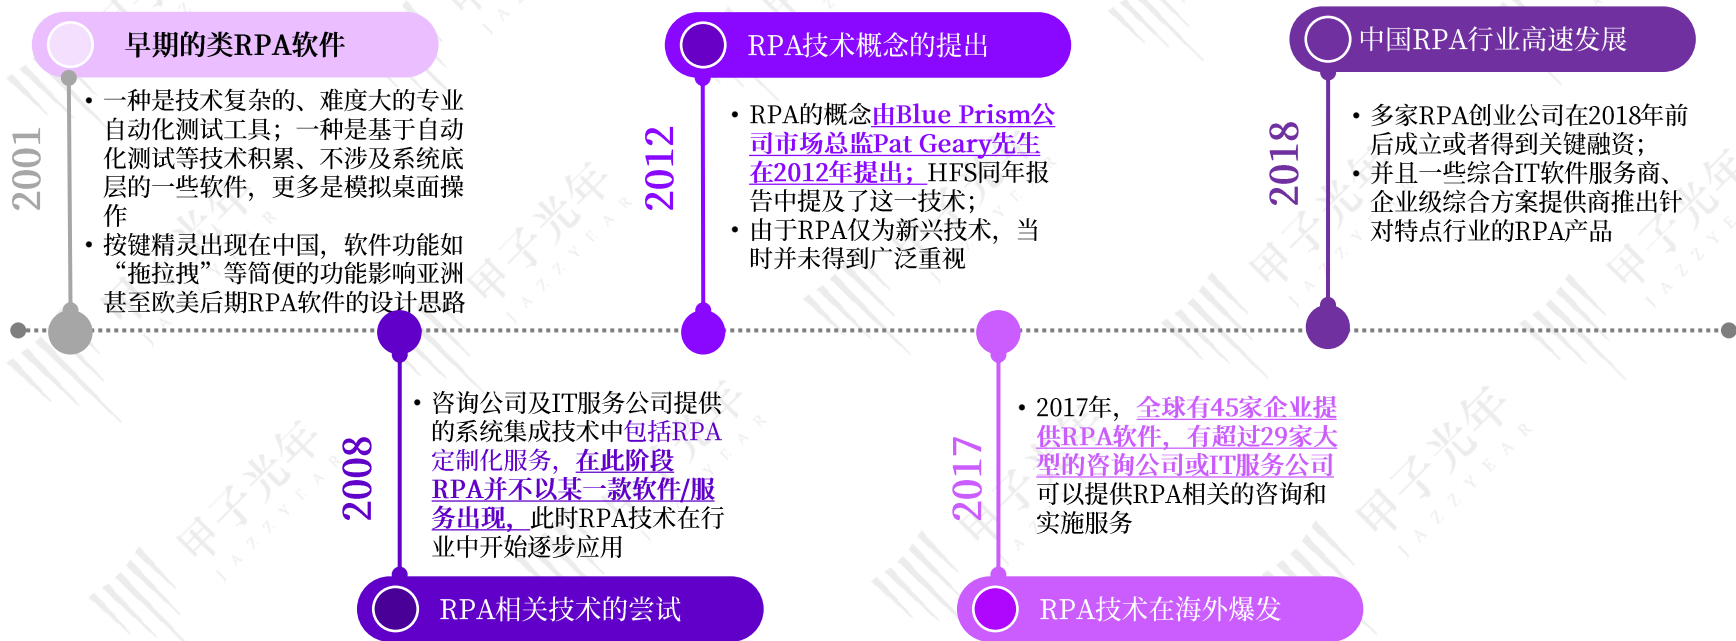 早期的类RPA软件
2001
• 一种是技术复杂的、难度大的专业
自动化测试工具；一种是基于自动
化测试等技术积累、不涉及系统底
层的一些软件，更多是模拟桌面操
作
• 按键精灵出现在中国，软件功能如
“拖拉拽”等简便的功能影响亚洲
甚至欧美后期RPA软件的设计思路
2008
• 咨询公司及IT服务公司提供
的系统集成技术中包括RPA
定制化服务，在此阶段
RPA并不以某一款软件/服
务出现，此时RPA技术在行
业中开始逐步应用
RPA相关技术的尝试
RPA技术概念的提出
2012
• RPA的概念由Blue Prism公
司市场总监Pat Geary先生
在2012年提出；HFS同年报
告中提及了这一技术；
• 由于RPA仅为新兴技术，当
时并未得到广泛重视
2017
• 2017年，全球有45家企业提
供RPA软件，有超过29家大
型的咨询公司或IT服务公司
可以提供RPA相关的咨询和
实施服务
RPA技术在海外爆发
中国RPA行业高速发展
2018
• 多家RPA创业公司在2018年前
后成立或者得到关键融资；
• 并且一些综合IT软件服务商、
企业级综合方案提供商推出针
对特点行业的RPA产品
甲子光年
JAZZYEAR